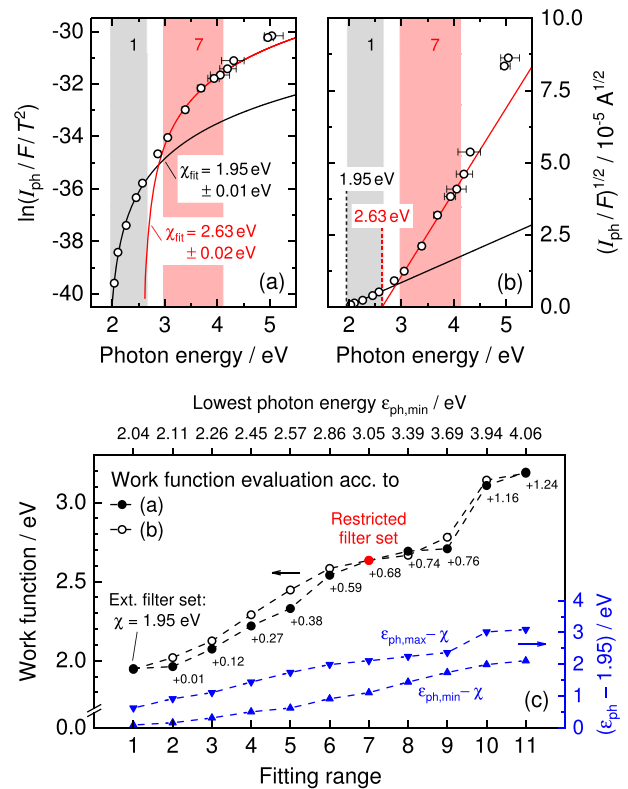 1
7
-30
-32
-34
-36
-38
-40
ln(I_ph / F / T²)
χ_fit = 1.95 eV
± 0.01 eV
χ_fit = 2.63 eV
± 0.02 eV
(a)
2 3 4 5
Photon energy / eV
1
7
1.95 eV
2.63 eV
(b)
10.0
7.5
5.0
2.5
0.0
(I_ph / F)^1/2 / 10^-5 A^1/2
2 3 4 5
Photon energy / eV
Lowest photon energy ε_ph,min / eV
2.04 2.11 2.26 2.45 2.57 2.86 3.05 3.39 3.69 3.94 4.06
Work function evaluation acc. to
(a)
(b)
Restricted
filter set
Ext. filter set:
χ = 1.95 eV
+0.01
+0.12
+0.27
+0.38
+0.59
+0.68
+0.74
+0.76
+1.16
+1.24
ε_ph,max – χ
ε_ph,min – χ
(c)
3.0
2.5
2.0
0.0
Work function / eV
3
2
1
0
(ε_ph – 1.95) / eV
1 2 3 4 5 6 7 8 9 10 11
Fitting range